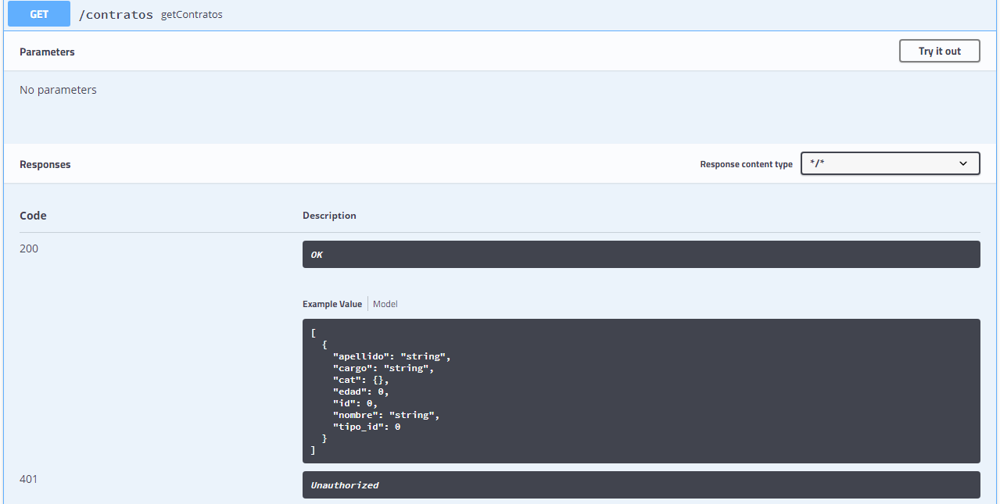 GET /contratos getContratos
Parameters Try it out
No parameters
Responses Response content type */*
Code Description
200 OK
Example Value Model
[
  {
    "apellido": "string",
    "cargo": "string",
    "cat": {},
    "edad": 0,
    "id": 0,
    "nombre": "string",
    "tipo_id": 0
  }
]
401 Unauthorized